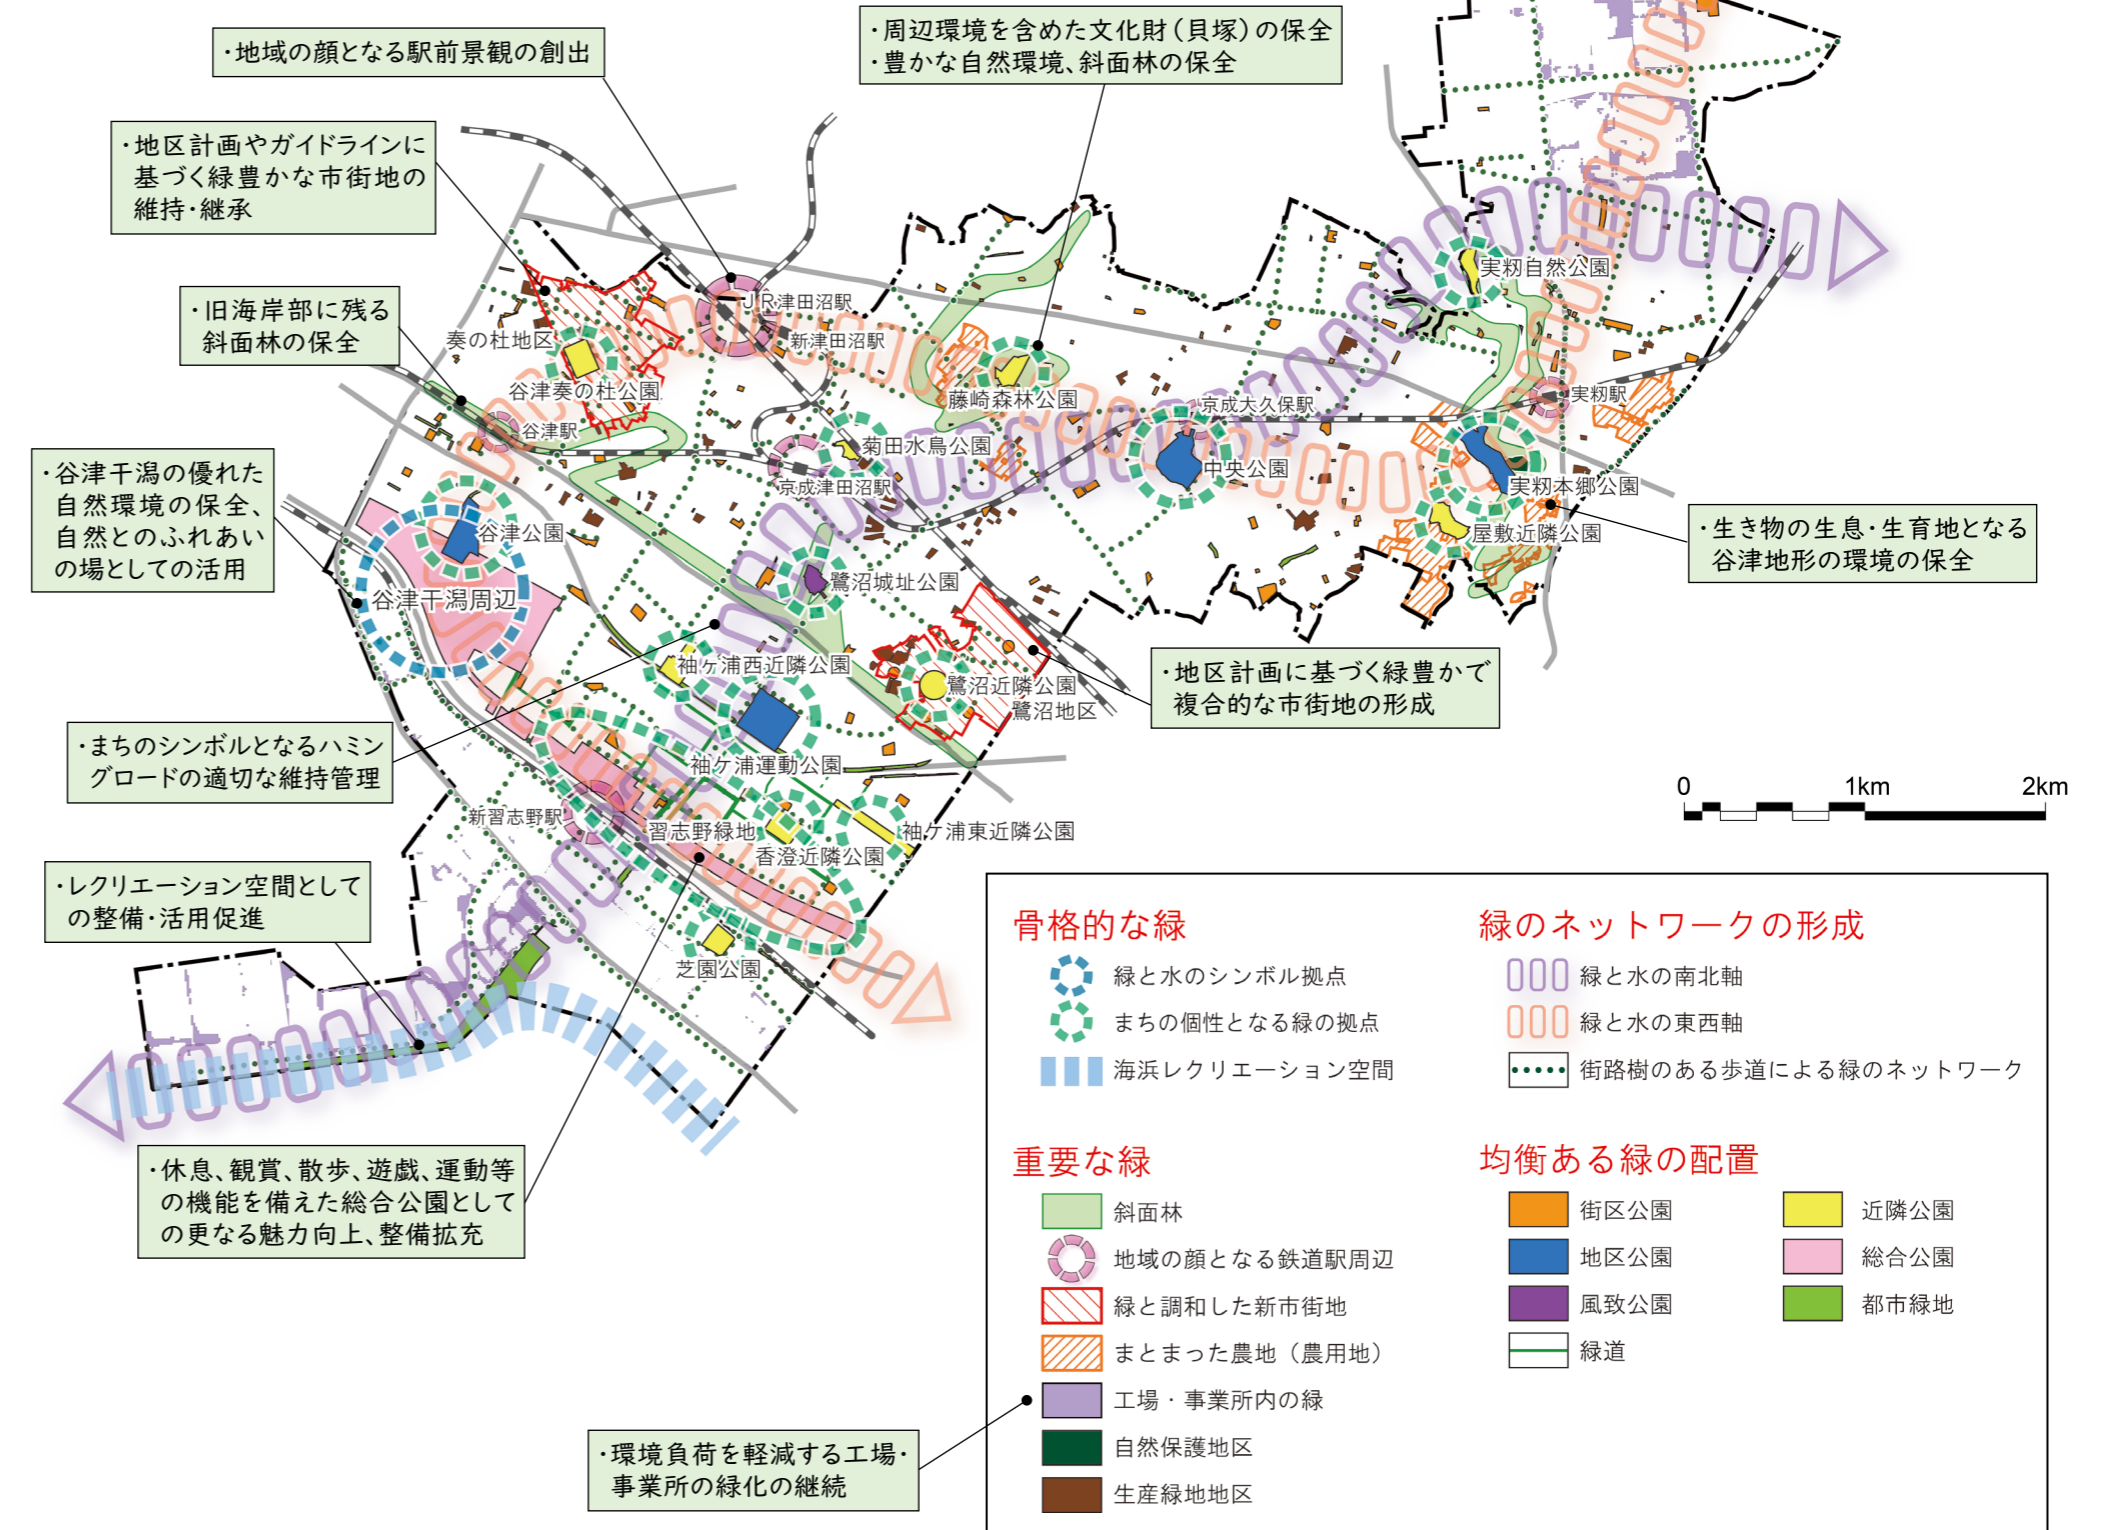 ・地域の顔となる駅前景観の創出
・周辺環境を含めた文化財(貝塚)の保全
・豊かな自然環境、斜面林の保全
・地区計画やガイドラインに
基づく緑豊かな市街地の
維持・継承
・旧海岸部に残る
斜面林の保全
・谷津干潟の優れた
自然環境の保全、
自然とのふれあい
の場としての活用
・まちのシンボルとなるハミン
グロードの適切な維持管理
・レクリエーション空間として
の整備・活用促進
・休息、観賞、散歩、遊戯、運動等
の機能を備えた総合公園として
の更なる魅力向上、整備拡充
・環境負荷を軽減する工場・
事業所の緑化の継続
・生き物の生息・生育地となる
谷津地形の環境の保全
・地区計画に基づく緑豊かで
複合的な市街地の形成
実籾自然公園
JR津田沼駅
新津田沼駅
奏の杜地区
谷津奏の杜公園
藤崎森林公園
京成大久保駅
実籾駅
谷津駅
菊田水鳥公園
中央公園
京成津田沼駅
実籾本郷公園
谷津公園
屋敷近隣公園
鷺沼城址公園
谷津干潟周辺
袖ヶ浦西近隣公園
鷺沼近隣公園
鷺沼地区
袖ケ浦運動公園
新習志野駅
習志野緑地
袖ケ浦東近隣公園
香澄近隣公園
芝園公園
0 1km 2km
骨格的な緑
緑と水のシンボル拠点
まちの個性となる緑の拠点
海浜レクリエーション空間
緑のネットワークの形成
緑と水の南北軸
緑と水の東西軸
街路樹のある歩道による緑のネットワーク
重要な緑
斜面林
地域の顔となる鉄道駅周辺
緑と調和した新市街地
まとまった農地(農用地)
工場・事業所内の緑
自然保護地区
生産緑地地区
均衡ある緑の配置
街区公園
近隣公園
地区公園
総合公園
風致公園
都市緑地
緑道